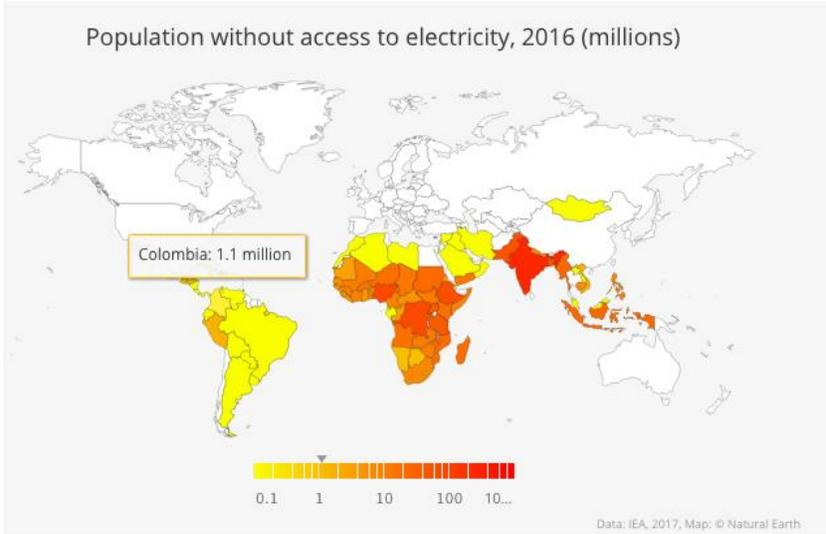 Population without access to electricity, 2016 (millions)
Colombia: 1.1 million
0.1 1 10 100 10...
Data: IEA, 2017, Map: © Natural Earth